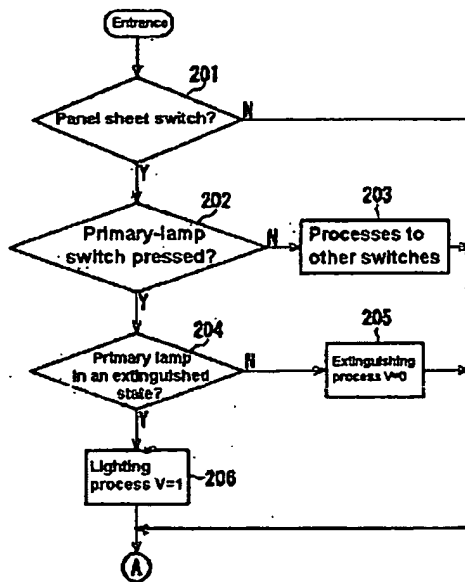 Entrance
201
Panel sheet switch?
N
Y
202
Primary-lamp
switch pressed?
N
203
Processes to
other switches
Y
204
Primary lamp
in an extinguished
state?
N
205
Extinguishing
process V=0
Y
Lighting
process V=1
206
A